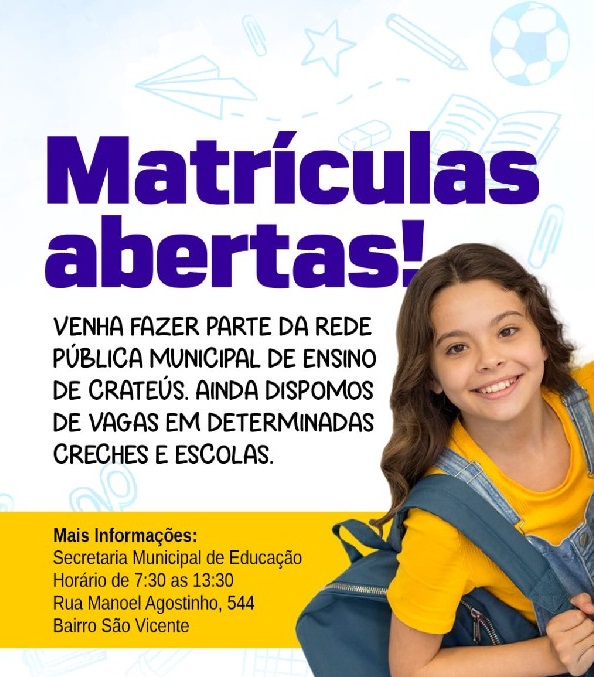 Matrículas
abertas!
VENHA FAZER PARTE DA REDE
PÚBLICA MUNICIPAL DE ENSINO
DE CRATEÚS. AINDA DISPOMOS
DE VAGAS EM DETERMINADAS
CRECHES E ESCOLAS.
Mais Informações:
Secretaria Municipal de Educação
Horário de 7:30 as 13:30
Rua Manoel Agostinho, 544
Bairro São Vicente